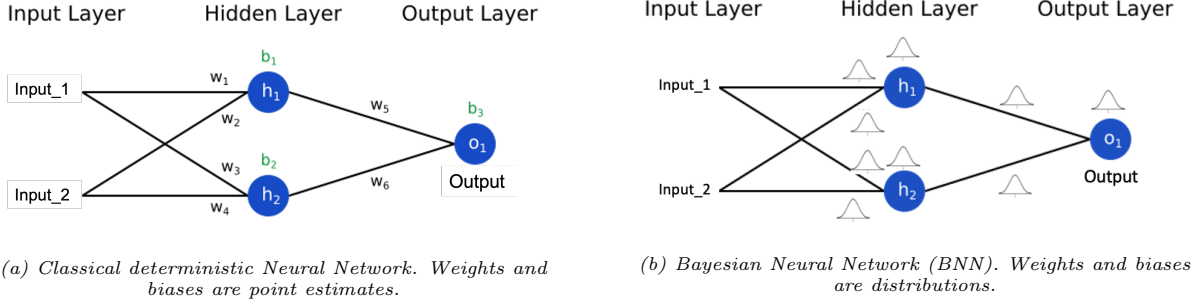 Input Layer Hidden Layer Output Layer
b₁
w₁
Input_1 h₁
w₂ w₅
b₃
o₁
w₃ b₂
Input_2 h₂ w₆ Output
w₄
(a) Classical deterministic Neural Network. Weights and
biases are point estimates.
Input Layer Hidden Layer Output Layer
Input_1 h₁
o₁
Input_2 h₂ Output
(b) Bayesian Neural Network (BNN). Weights and biases
are distributions.